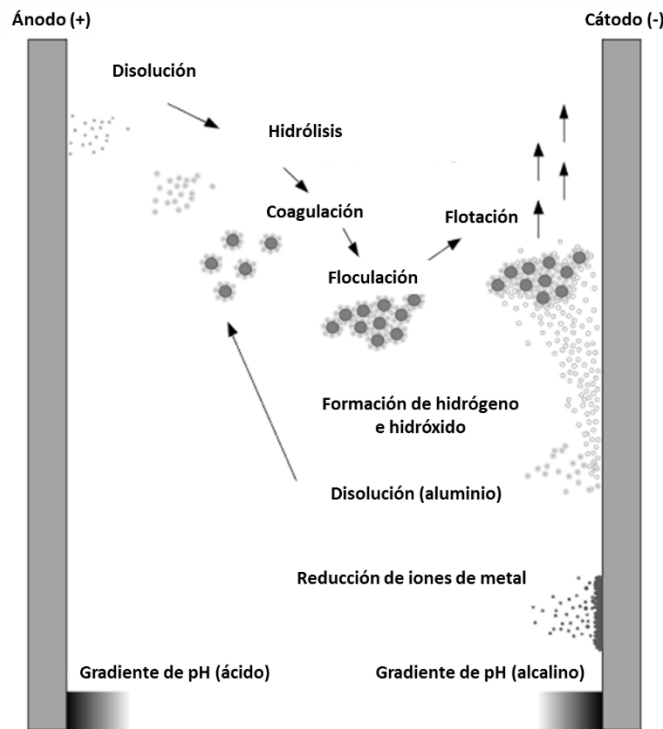 Ánodo (+)
Cátodo (-)
Disolución
Hidrólisis
Coagulación
Flotación
Floculación
Formación de hidrógeno
e hidróxido
Disolución (aluminio)
Reducción de iones de metal
Gradiente de pH (ácido)
Gradiente de pH (alcalino)